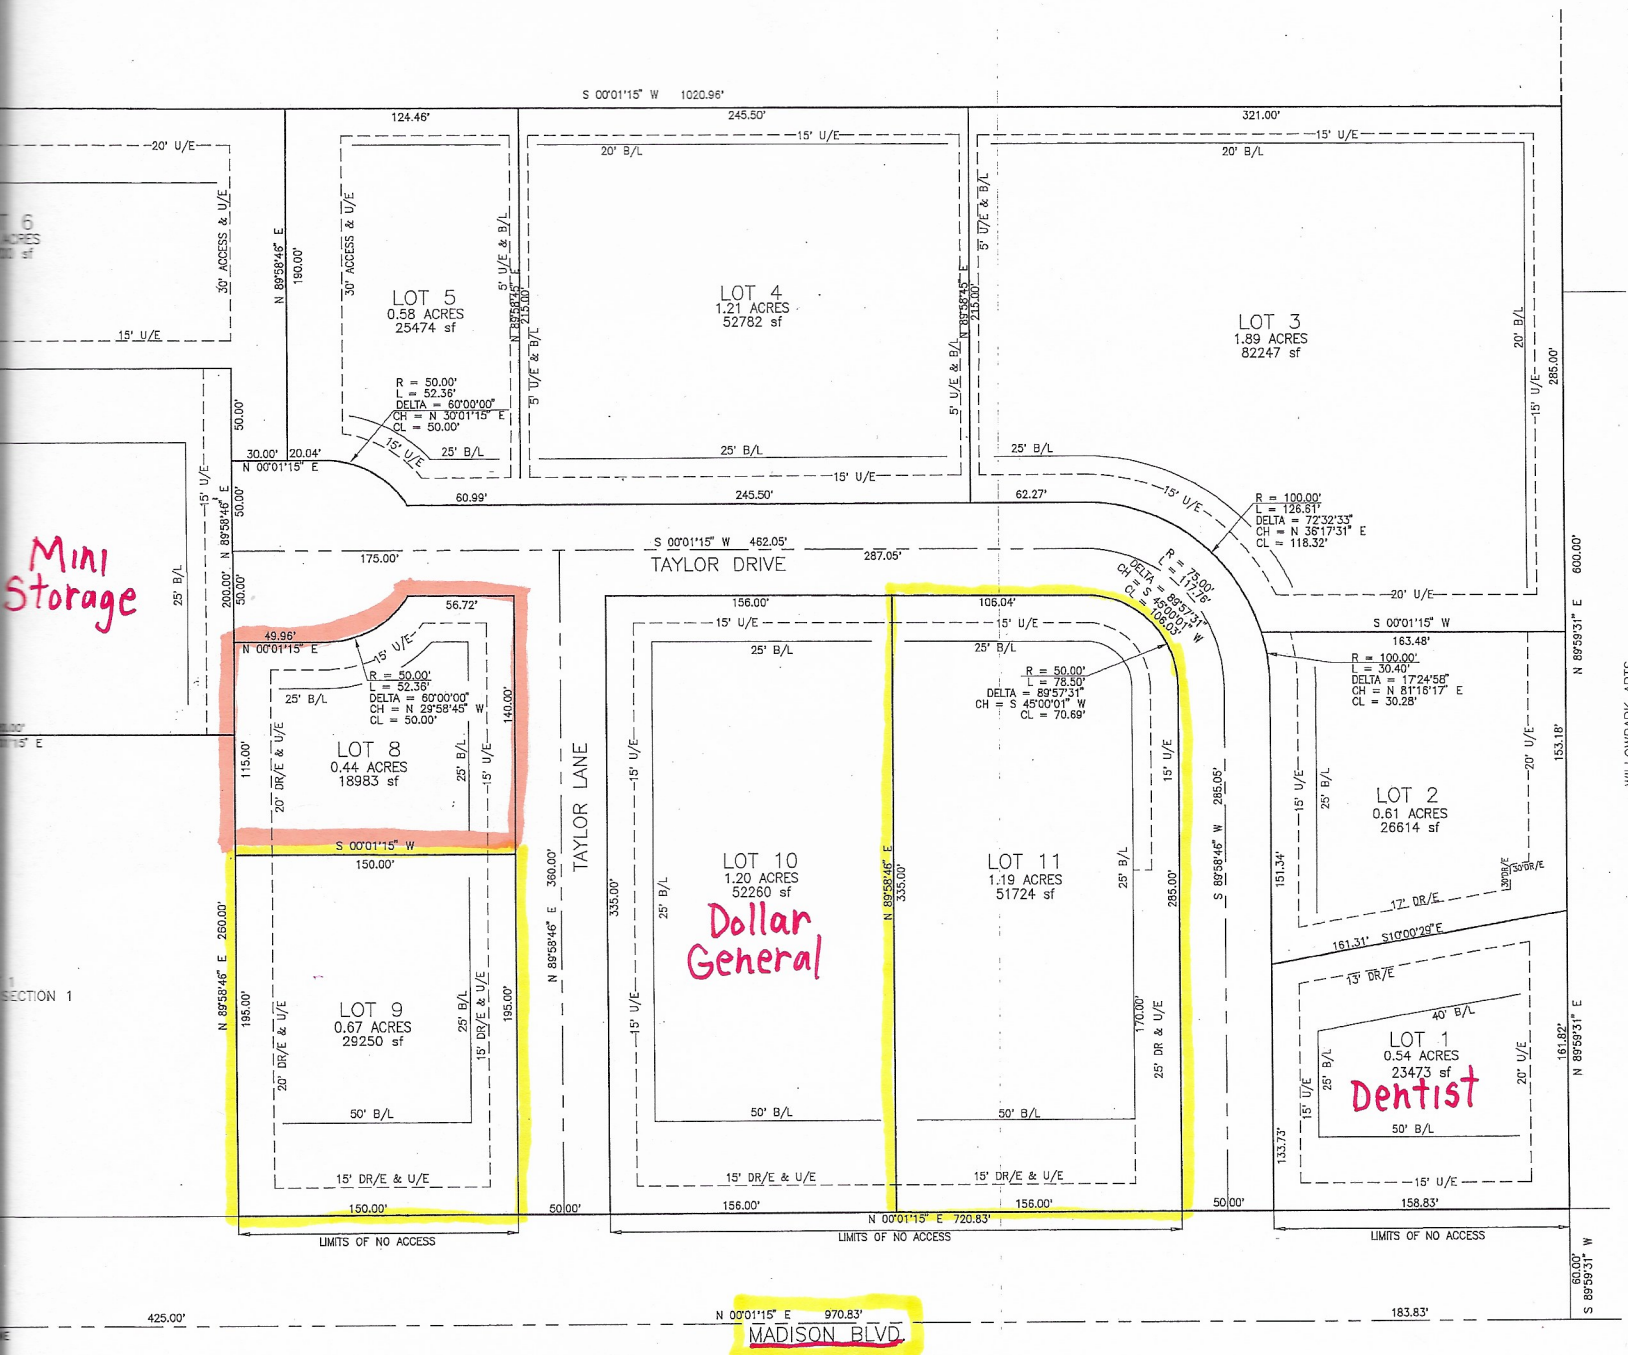 S 00°01'15" W 1020.96'
124.46'
245.50'
321.00'
20' U/E
15' U/E
20' B/L
15' U/E
20' B/L
30' ACCESS & U/E
N 89°58'46" E
190.00'
30' ACCESS & U/E
5' U/E & B/L
N 89°58'45" E
215.00'
5' U/E & B/L
5' U/E & B/L
N 89°58'45" E
215.00'
5' U/E & B/L
20' B/L
15' U/E
285.00'
6
ACRES
sf
15' U/E
LOT 5
0.58 ACRES
25474 sf
LOT 4
1.21 ACRES
52782 sf
LOT 3
1.89 ACRES
82247 sf
R = 50.00'
L = 52.36'
DELTA = 60°00'00"
CH = N 30°01'15" E
CL = 50.00'
15' U/E
25' B/L
25' B/L
15' U/E
25' B/L
15' U/E
R = 100.00'
L = 126.61'
DELTA = 72°32'33"
CH = N 36°17'31" E
CL = 118.32'
50.00'
30.00' 20.04'
N 00°01'15" E
15' U/E
N 89°58'46" E
200.00'
50.00'
50.00'
60.99'
245.50'
62.27'
600.00'
N 89°59'31" E
Mini
Storage
25' B/L
175.00'
S 00°01'15" W 462.05'
287.05'
TAYLOR DRIVE
R = 75.00'
L = 117.76'
DELTA = 89°57'31"
CH = S 45°00'01" W
CL = 106.03'
20' U/E
S 00°01'15" W
163.48'
56.72'
49.96'
N 00°01'15" E
15' U/E
25' B/L
R = 50.00'
L = 52.36'
DELTA = 60°00'00"
CH = N 29°58'45" W
CL = 50.00'
140.00'
115.00'
20' DR/E & U/E
LOT 8
0.44 ACRES
18983 sf
25' B/L
15' U/E
S 00°01'15" W
150.00'
TAYLOR LANE
156.00'
106.04'
15' U/E
15' U/E
25' B/L
25' B/L
R = 50.00'
L = 78.50'
DELTA = 89°57'31"
CH = S 45°00'01" W
CL = 70.69'
15' U/E
15' U/E
R = 100.00'
L = 30.40'
DELTA = 17°24'58"
CH = N 81°16'17" E
CL = 30.28'
15' U/E
25' B/L
LOT 2
0.61 ACRES
26614 sf
20' U/E
153.18'
151.34'
30'DR/E
30'DR/E
17' DR/E
161.31' S10°00'29"E
13' DR/E
40' B/L
LOT 10
1.20 ACRES
52260 sf
Dollar
General
335.00'
25' B/L
15' U/E
N 89°58'46" E
335.00'
LOT 11
1.19 ACRES
51724 sf
25' B/L
285.00'
S 89°58'46" W 285.05'
170.00'
25' DR & U/E
N 89°58'46" E 260.00'
195.00'
20' DR/E & U/E
LOT 9
0.67 ACRES
29250 sf
25' B/L
15' DR/E & U/E
195.00'
N 89°58'46" E 360.00'
SECTION 1
LOT 1
0.54 ACRES
23473 sf
Dentist
15' U/E
25' B/L
20' U/E
161.82'
N 89°59'31" E
133.73'
50' B/L
50' B/L
50' B/L
50' B/L
15' DR/E & U/E
15' DR/E & U/E
15' DR/E & U/E
15' U/E
150.00'
50.00'
156.00'
156.00'
50.00'
158.83'
N 00°01'15" E 720.83'
LIMITS OF NO ACCESS
LIMITS OF NO ACCESS
LIMITS OF NO ACCESS
60.00'
S 89°59'31" W
425.00'
N 00°01'15" E 970.83'
183.83'
MADISON BLVD.